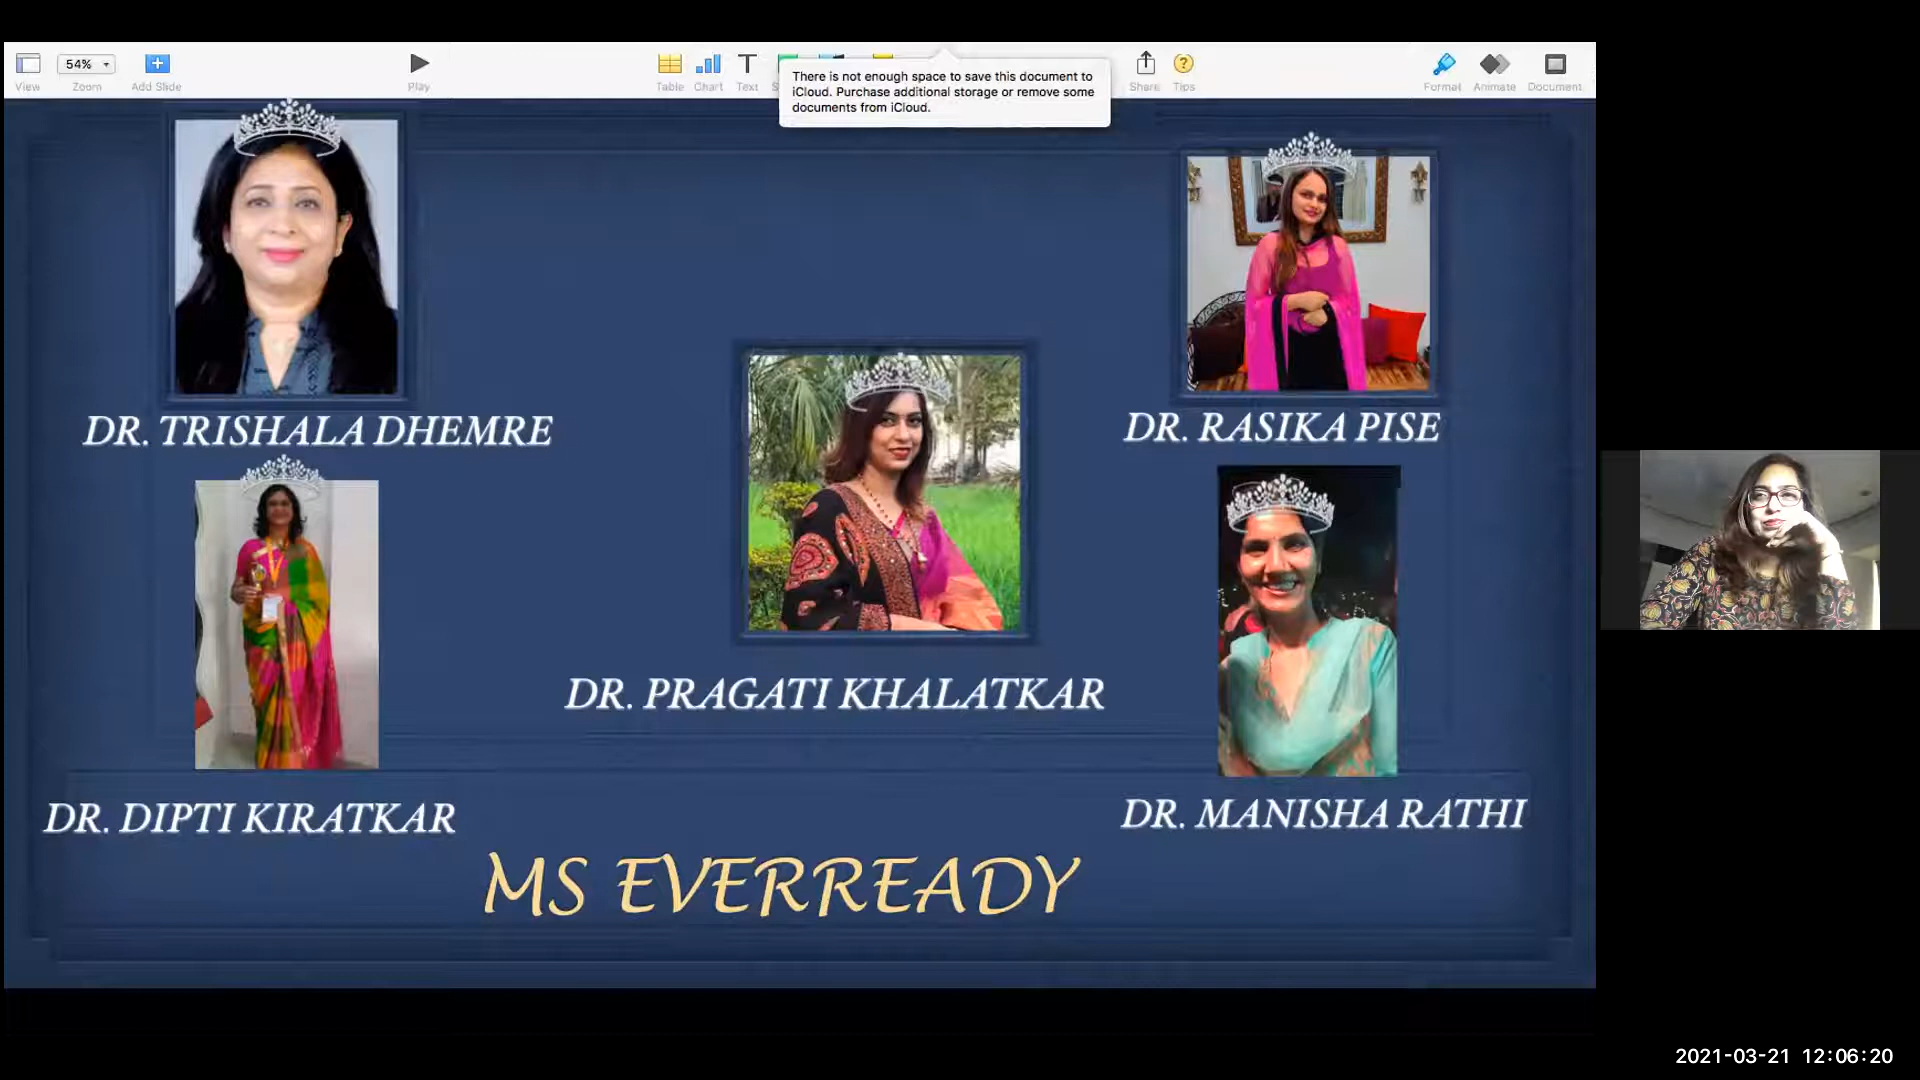 54%
View
Zoom
Add Slide
Play
Table
Chart
Text
There is not enough space to save this document to
iCloud. Purchase additional storage or remove some
documents from iCloud.
Share
Tips
Format
Animate
Document
DR. TRISHALA DHEMRE
DR. RASIKA PISE
DR. PRAGATI KHALATKAR
DR. DIPTI KIRATKAR
DR. MANISHA RATHI
MS EVERREADY
2021-03-21 12:06:20